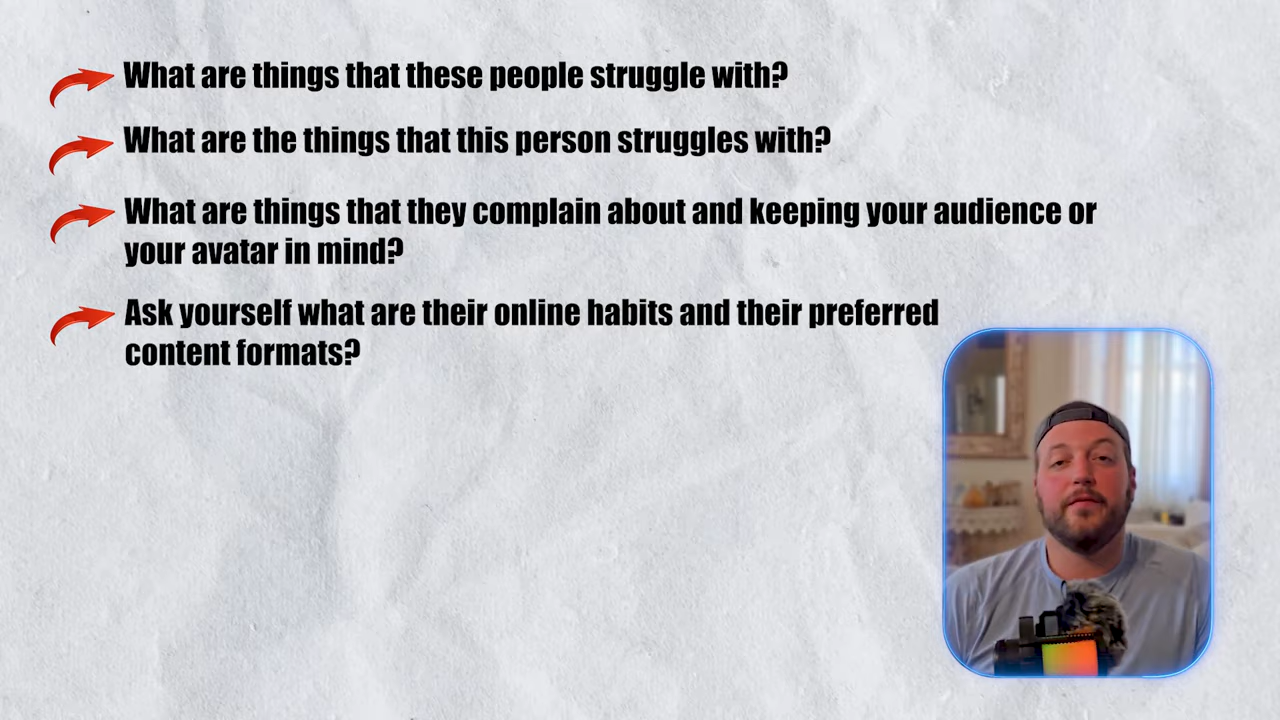 What are things that these people struggle with?
What are the things that this person struggles with?
What are things that they complain about and keeping your audience or
your avatar in mind?
Ask yourself what are their online habits and their preferred
content formats?